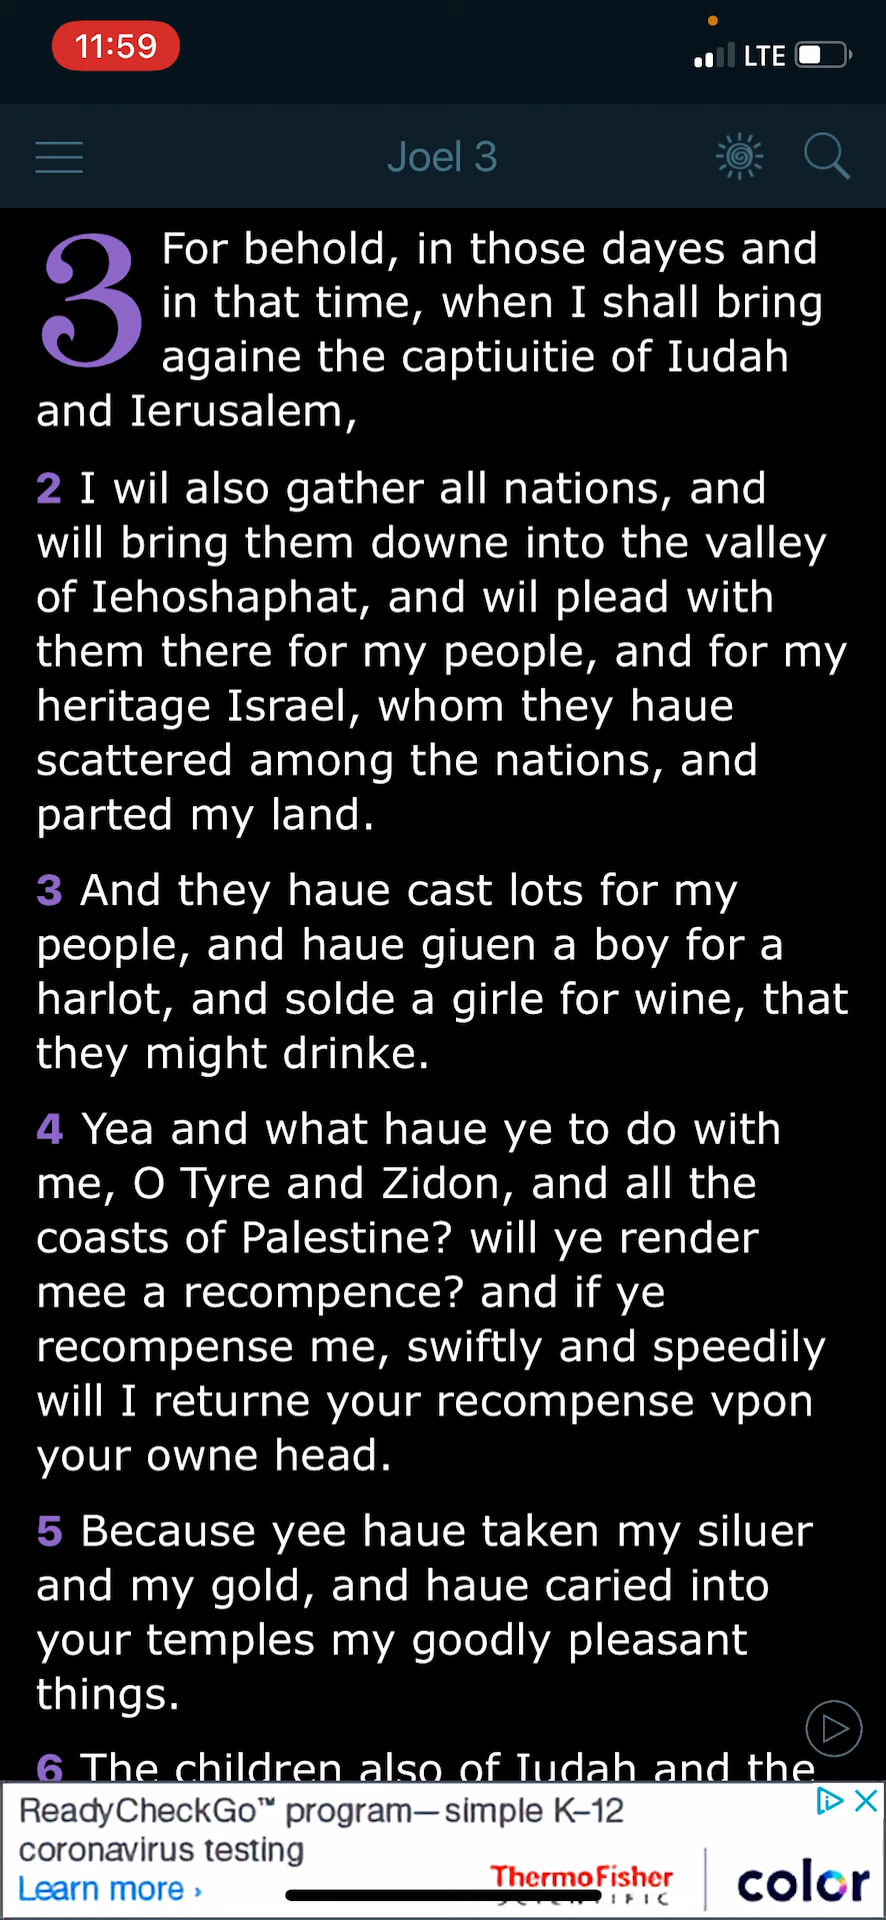 11:59
LTE
Joel 3
3 For behold, in those dayes and
in that time, when I shall bring
againe the captiuitie of Iudah
and Ierusalem,
2 I wil also gather all nations, and
will bring them downe into the valley
of Iehoshaphat, and wil plead with
them there for my people, and for my
heritage Israel, whom they haue
scattered among the nations, and
parted my land.
3 And they haue cast lots for my
people, and haue giuen a boy for a
harlot, and solde a girle for wine, that
they might drinke.
4 Yea and what haue ye to do with
me, O Tyre and Zidon, and all the
coasts of Palestine? will ye render
mee a recompence? and if ye
recompense me, swiftly and speedily
will I returne your recompense vpon
your owne head.
5 Because yee haue taken my siluer
and my gold, and haue caried into
your temples my goodly pleasant
things.
6 The children also of Iudah and the
ReadyCheckGo™ program—simple K–12
coronavirus testing
Learn more ›
ThermoFisher
color